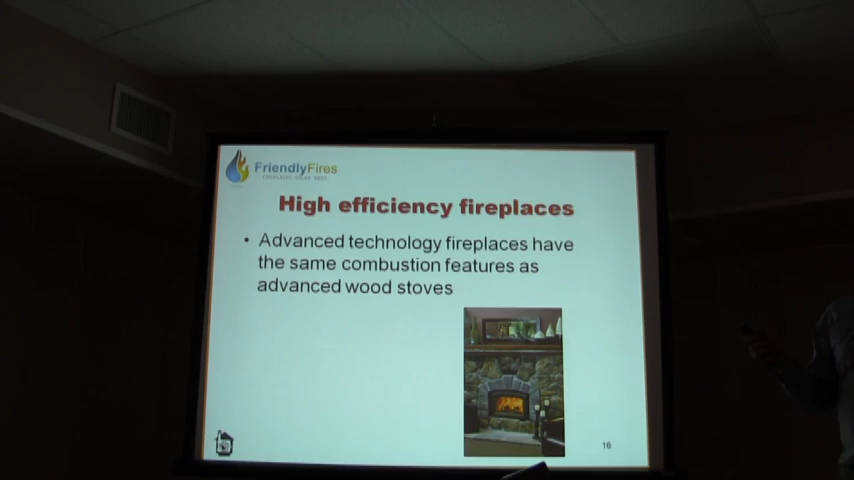 FriendlyFires
High efficiency fireplaces
• Advanced technology fireplaces have
the same combustion features as
advanced wood stoves
16